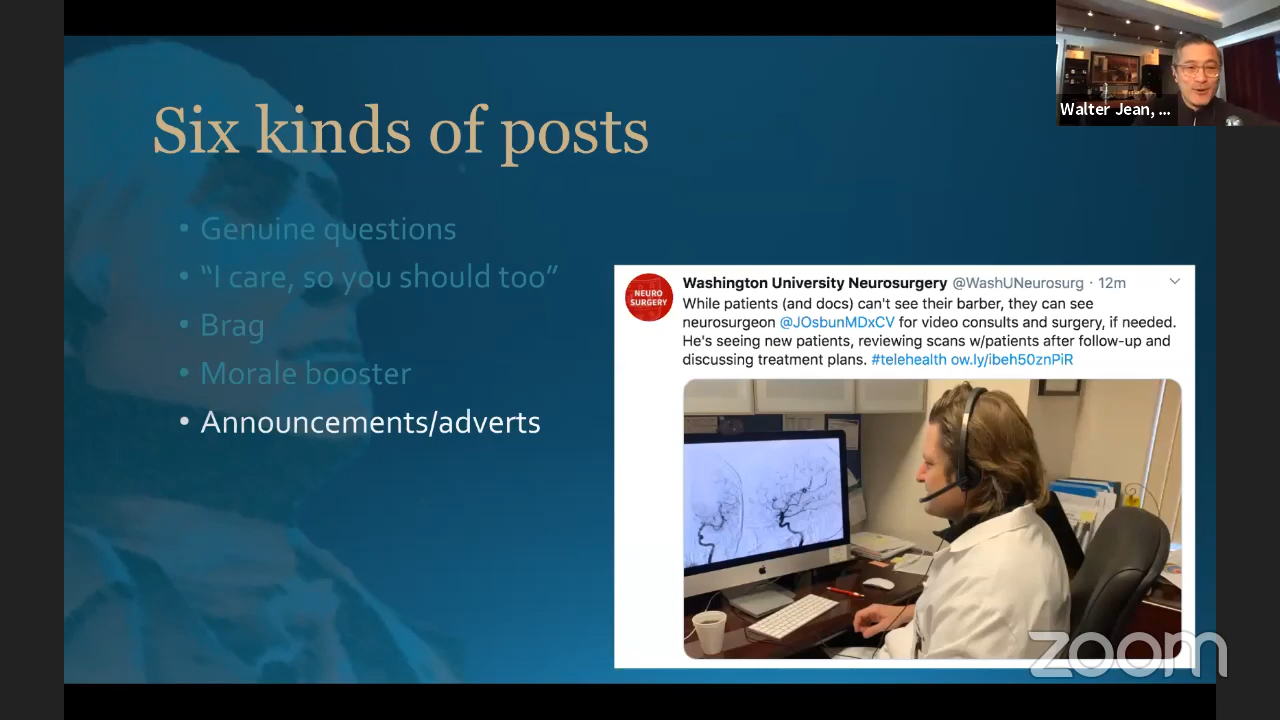 Walter Jean, ...
Six kinds of posts
• Genuine questions
• “I care, so you should too”
• Brag
• Morale booster
• Announcements/adverts
NEURO
SURGERY
Washington University Neurosurgery @WashUNeurosurg · 12m
While patients (and docs) can't see their barber, they can see
neurosurgeon @JOsbunMDxCV for video consults and surgery, if needed.
He's seeing new patients, reviewing scans w/patients after follow-up and
discussing treatment plans. #telehealth ow.ly/ibeh50znPiR
zoom